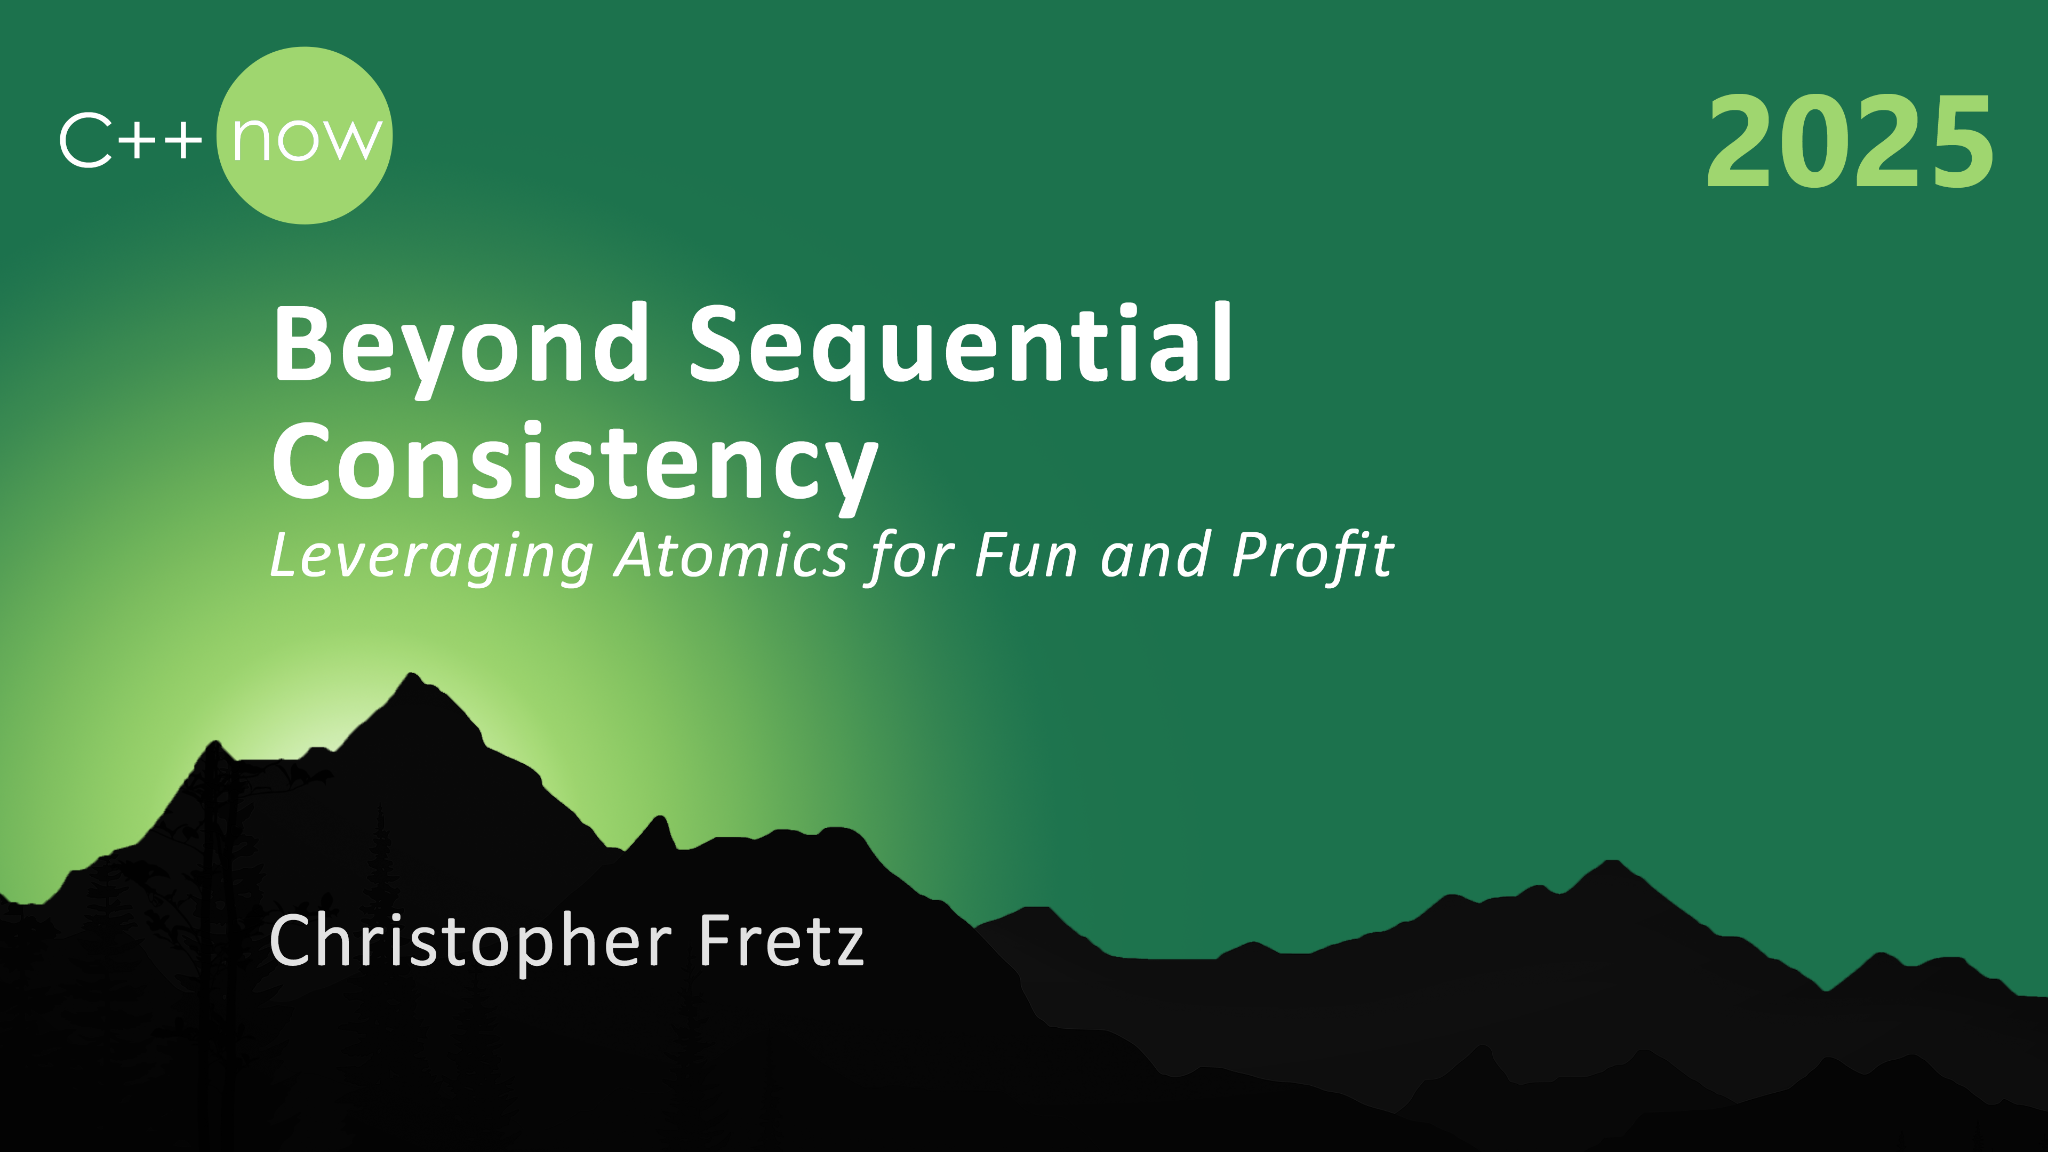 C++ now
2025
Beyond Sequential
Consistency
Leveraging Atomics for Fun and Profit
Christopher Fretz